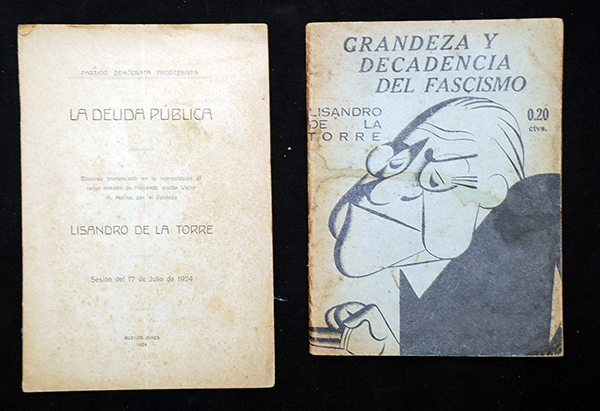 PARTIDO DEMÓCRATA PROGRESISTA
LA DEUDA PÚBLICA
Discurso pronunciado en la interpelación al
señor ministro de Hacienda doctor Víctor
M. Molina, por el diputado
LISANDRO DE LA TORRE
Sesión del 17 de Julio de 1924
BUENOS AIRES
1924
GRANDEZA Y
DECADENCIA
DEL FASCISMO
LISANDRO
DE LA
TORRE
0.20
ctvs.